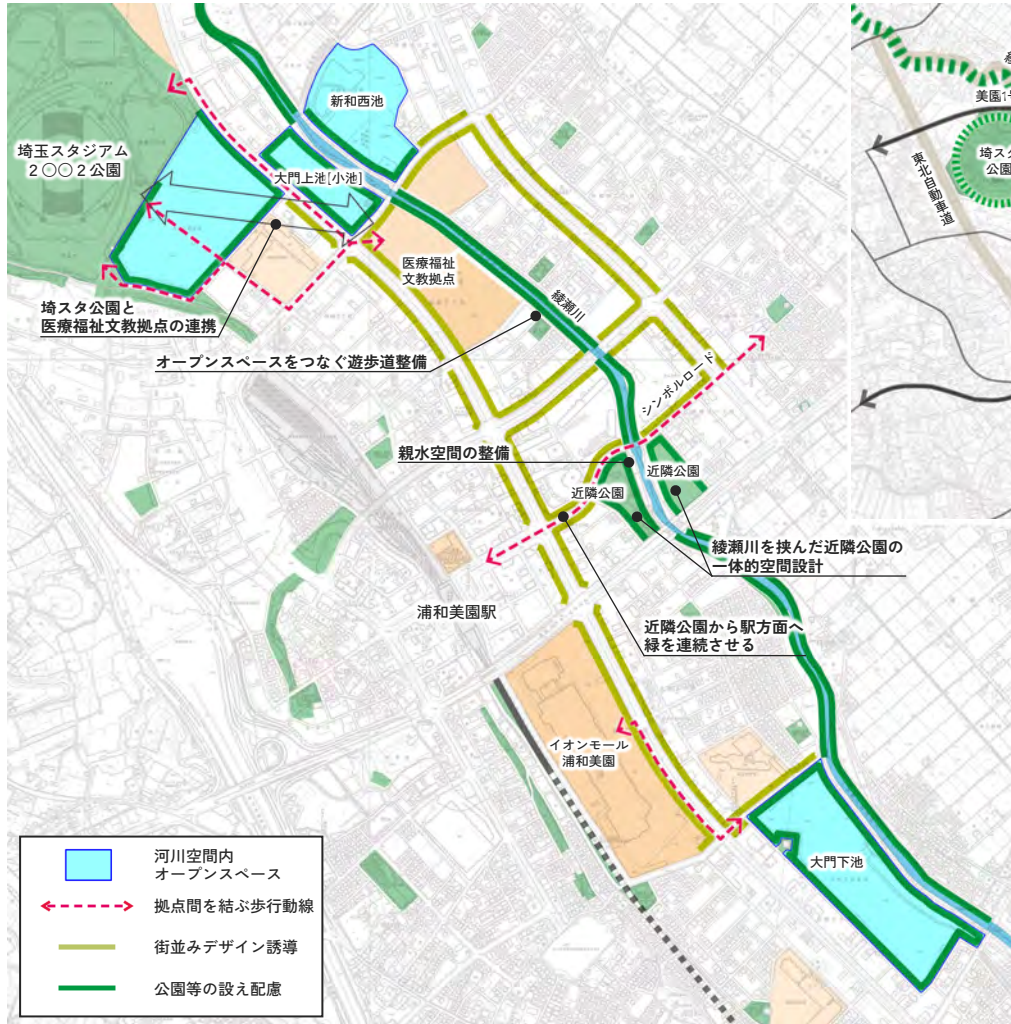 新和西池
埼玉スタジアム
２〇〇２公園
大門上池[小池]
医療福祉
文教拠点
綾瀬川
埼スタ公園と
医療福祉文教拠点の連携
オープンスペースをつなぐ遊歩道整備
シンボルロード
親水空間の整備
近隣公園
近隣公園
綾瀬川を挟んだ近隣公園の
一体的空間設計
浦和美園駅
近隣公園から駅方面へ
緑を連続させる
イオンモール
浦和美園
大門下池
河川空間内
オープンスペース
拠点間を結ぶ歩行動線
街並みデザイン誘導
公園等の設え配慮
東北自動車道
公園